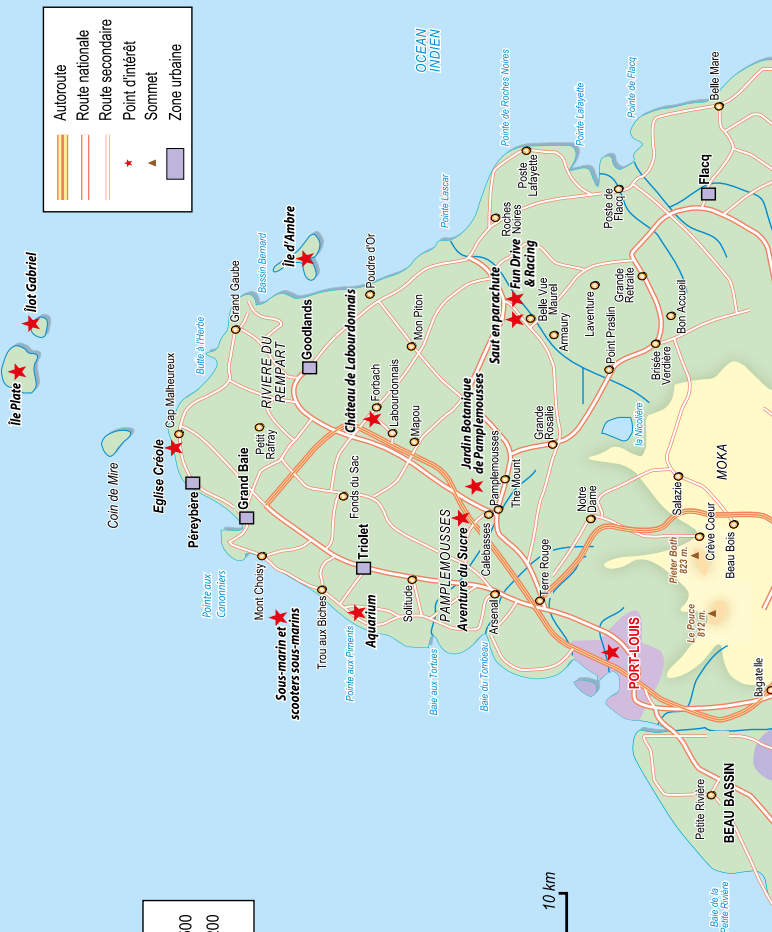 Autoroute
Route nationale
Route secondaire
Point d'intérêt
Sommet
Zone urbaine
OCEAN
INDIEN
Île Plate
Îlot Gabriel
Coin de Mire
Île d'Ambre
Bassin Bernard
Butte à l'Herbe
Grand Gaube
Cap Malheureux
Eglise Créole
Péreybère
Grand Baie
Petit
Rafray
RIVIERE DU
REMPART
Goodlands
Poudre d'Or
Pointe Lascar
Pointe de Roches Noires
Pointe Lafayette
Pointe de Flacq
Belle Mare
Poste
Lafayette
Roches
Noires
Poste de
Flacq
Flacq
Château de Labourdonnais
Forbach
Labourdonnais
Mapou
Mon Piton
Saut en parachute
Fun Drive
& Racing
Belle Vue
Maurel
Amaury
Laventure
Grande
Retraite
Bon Accueil
Point Praslin
Brisée
Verdière
Pointe aux
Canonniers
Mont Choisy
Sous-marin et
scooters sous-marins
Trou aux Biches
Pointe aux Piments
Aquarium
Triolet
Fonds du Sac
Solitude
PAMPLEMOUSSES
Aventure du Sucre
Jardin Botanique
de Pamplemousses
Pamplemousses
The Mount
Calebasses
Grande
Rosalie
la Nicolière
Notre
Dame
Arsenal
Terre Rouge
Baie aux Tortues
Baie du Tombeau
PORT-LOUIS
Salazie
MOKA
Crève Coeur
Pieter Both
823 m.
Beau Bois
Le Pouce
812 m.
Bagatelle
Petite Rivière
BEAU BASSIN
Baie de la
Petite Rivière
10 km